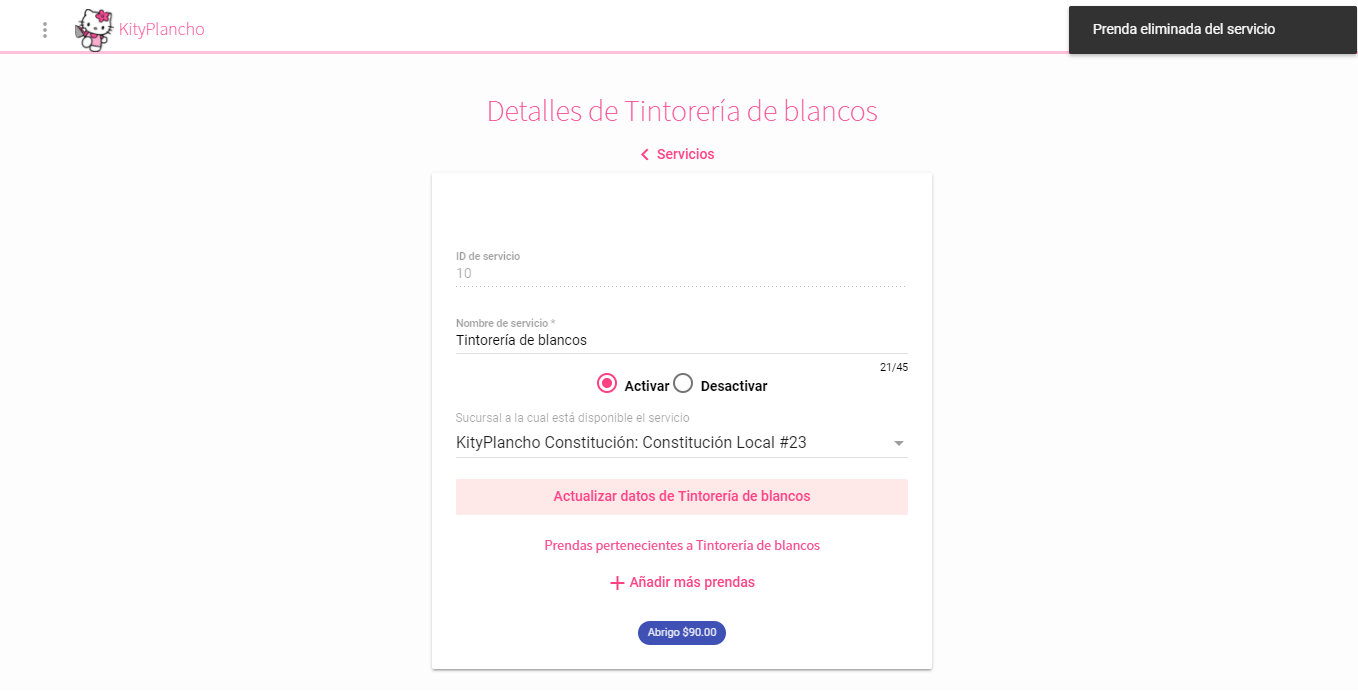 KityPlancho
Prenda eliminada del servicio
Detalles de Tintorería de blancos
Servicios
ID de servicio
10
Nombre de servicio *
Tintorería de blancos
21/45
Activar Desactivar
Sucursal a la cual está disponible el servicio
KityPlancho Constitución: Constitución Local #23
Actualizar datos de Tintorería de blancos
Prendas pertenecientes a Tintorería de blancos
Añadir más prendas
Abrigo $90.00